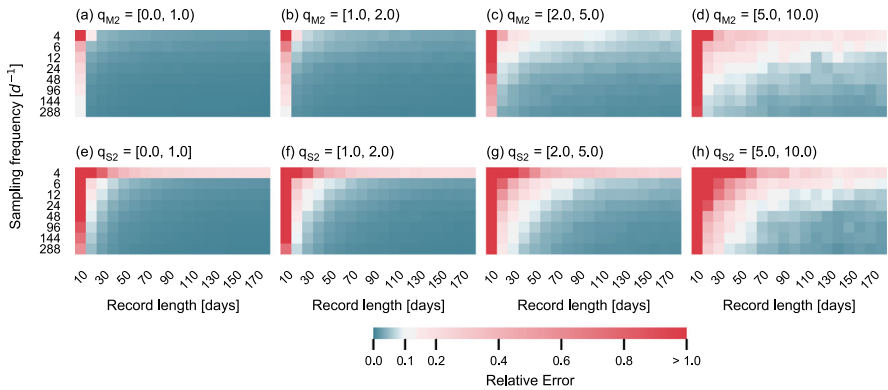 (a) q_M2 = [0.0, 1.0)
(b) q_M2 = [1.0, 2.0)
(c) q_M2 = [2.0, 5.0)
(d) q_M2 = [5.0, 10.0)
Sampling frequency [d⁻¹]
4
6
12
24
48
96
144
288
(e) q_S2 = [0.0, 1.0]
(f) q_S2 = [1.0, 2.0)
(g) q_S2 = [2.0, 5.0)
(h) q_S2 = [5.0, 10.0)
4
6
12
24
48
96
144
288
10 30 50 70 90 110 130 150 170
10 30 50 70 90 110 130 150 170
10 30 50 70 90 110 130 150 170
10 30 50 70 90 110 130 150 170
Record length [days]
Record length [days]
Record length [days]
Record length [days]
0.0 0.1 0.2 0.4 0.6 0.8 > 1.0
Relative Error